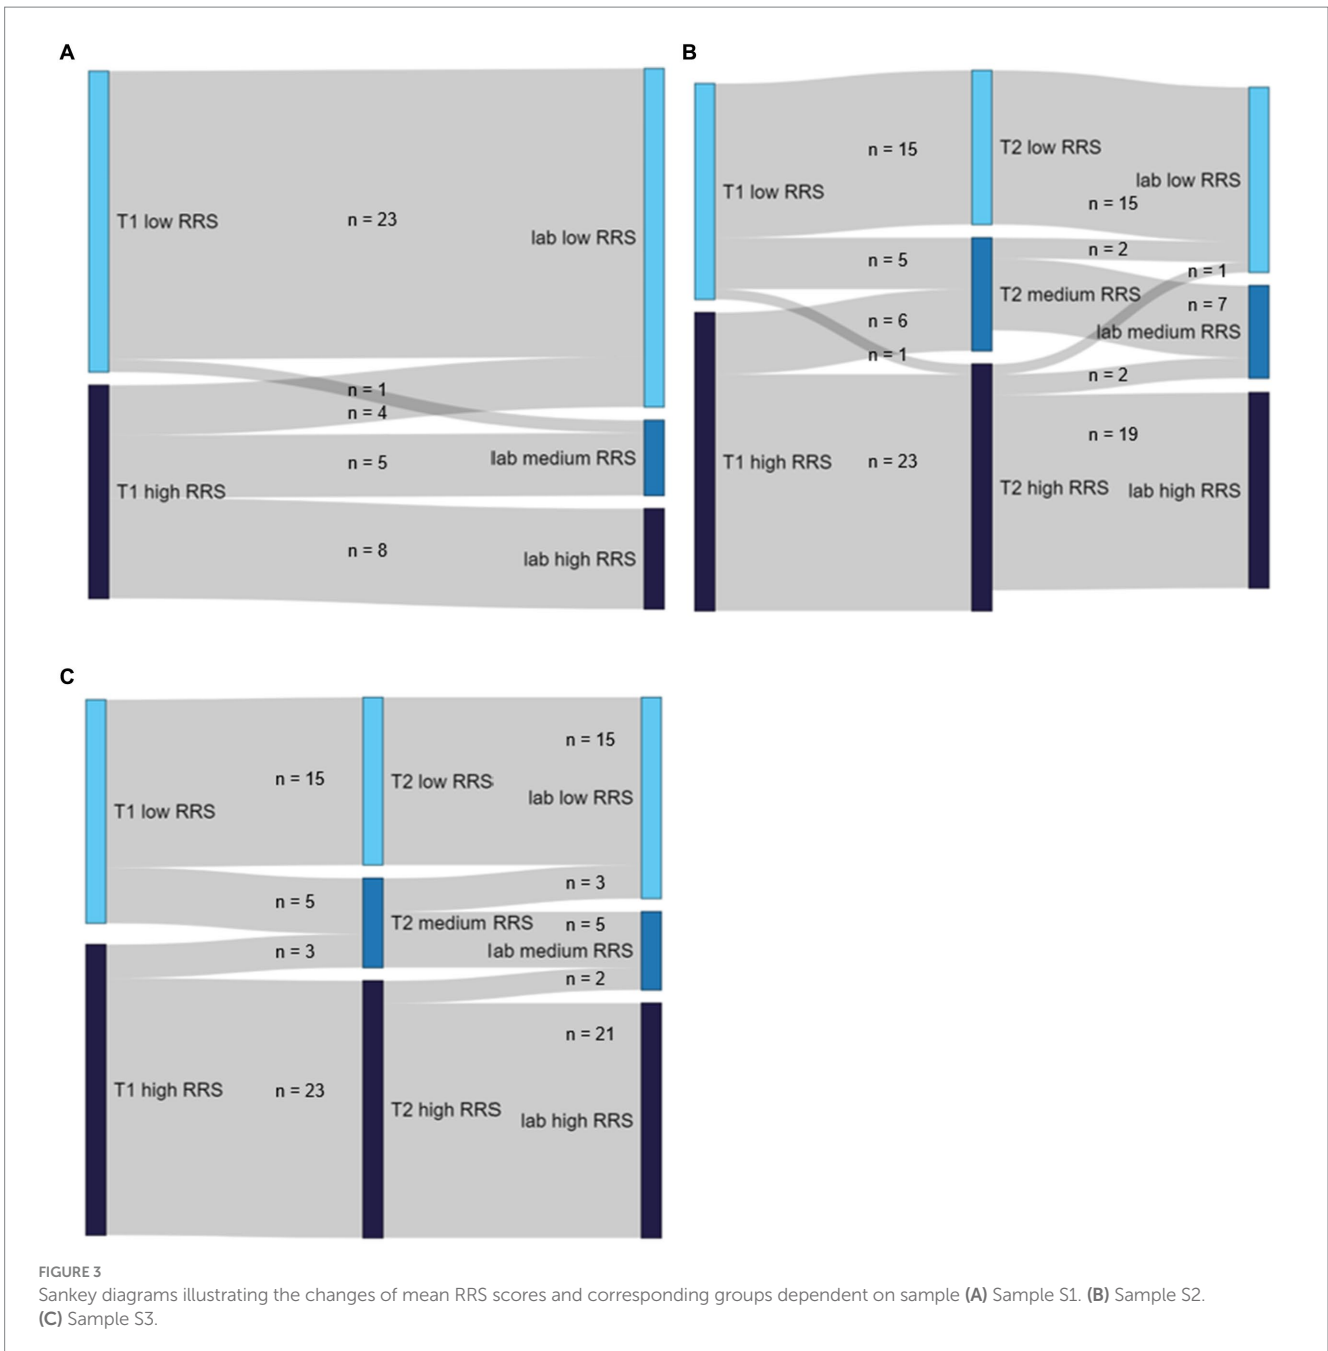 A
T1 low RRS
n = 23
lab low RRS
n = 1
n = 4
n = 5
lab medium RRS
T1 high RRS
n = 8
lab high RRS
B
n = 15
T2 low RRS
lab low RRS
T1 low RRS
n = 15
n = 2
n = 5
n = 1
T2 medium RRS
n = 7
n = 6
lab medium RRS
n = 1
n = 2
n = 19
T1 high RRS
n = 23
T2 high RRS
lab high RRS
C
n = 15
n = 15
T2 low RRS
lab low RRS
T1 low RRS
n = 3
n = 5
T2 medium RRS
n = 5
n = 3
lab medium RRS
n = 2
n = 21
T1 high RRS
n = 23
T2 high RRS
lab high RRS
FIGURE 3
Sankey diagrams illustrating the changes of mean RRS scores and corresponding groups dependent on sample (A) Sample S1. (B) Sample S2.
(C) Sample S3.